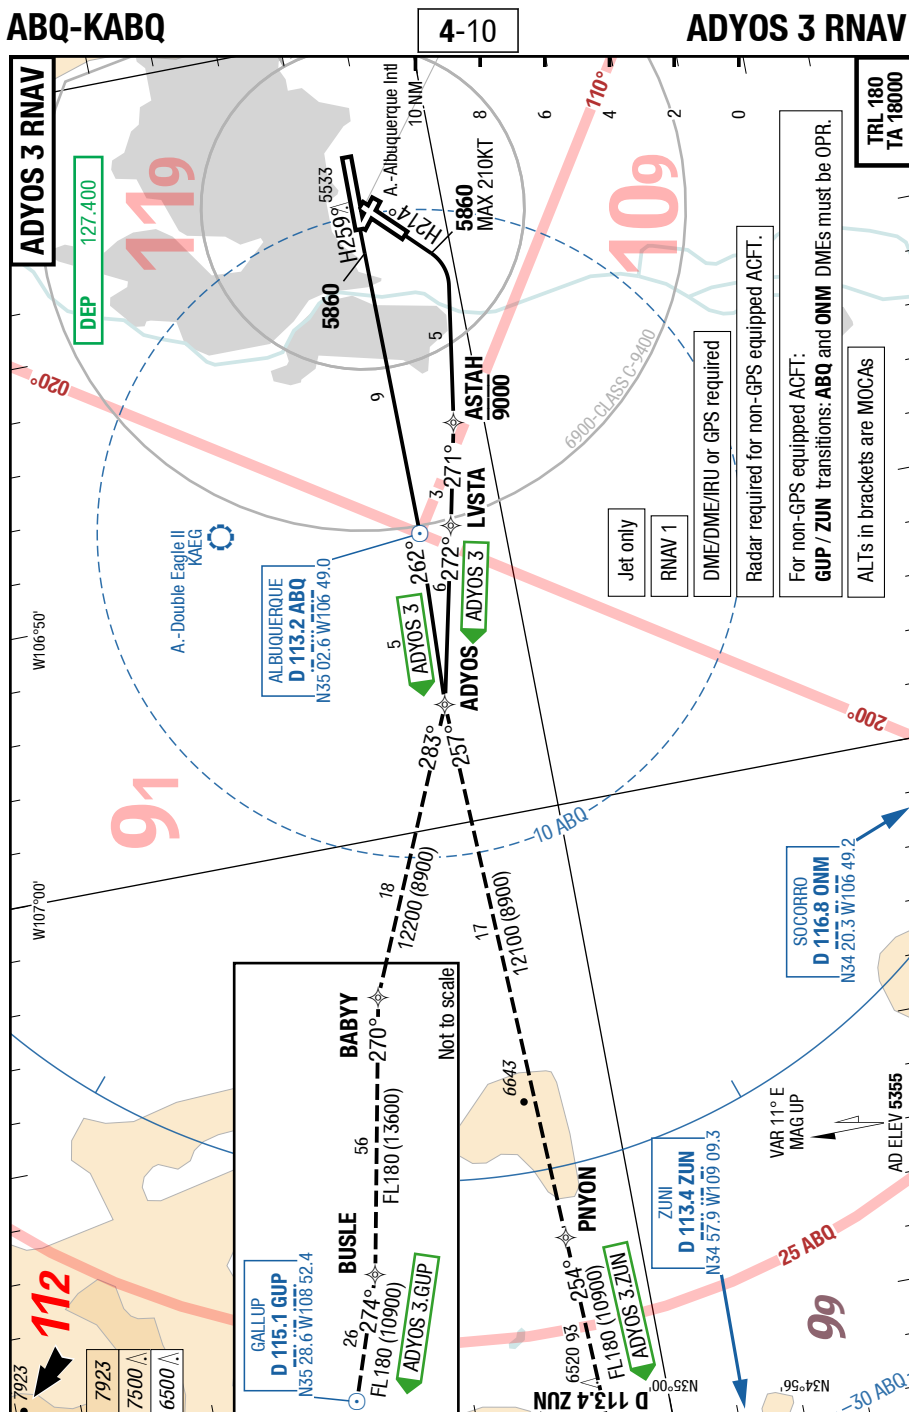 ABQ-KABQ
4-10
ADYOS 3 RNAV
ADYOS 3 RNAV
DEP 127.400
119
109
91
112
99
020°
110°
200°
TRL 180
TA 18000
10 NM
8
6
4
2
0
A.-Albuquerque Intl
5533
H259°
H214°
5860
5860
MAX 210KT
9
5
ASTAH
9000
271°
3
LVSTA
272°
6
ADYOS 3
262°
5
ADYOS 3
ADYOS
6900-CLASS C-9400
A.-Double Eagle II
KAEG
ALBUQUERQUE
D 113.2 ABQ
N35 02.6 W106 49.0
W106°50'
W107°00'
Jet only
RNAV 1
DME/DME/IRU or GPS required
Radar required for non-GPS equipped ACFT.
For non-GPS equipped ACFT:
GUP / ZUN transitions: ABQ and ONM DMEs must be OPR.
ALTs in brackets are MOCAs
283°
257°
10 ABQ
18
12200 (8900)
17
12100 (8900)
SOCORRO
D 116.8 ONM
N34 20.3 W106 49.2
Not to scale
BABYY
270°
56
FL180 (13600)
BUSLE
274°
26
FL180 (10900)
ADYOS 3.GUP
GALLUP
D 115.1 GUP
N35 28.6 W108 52.4
6643
PNYON
254°
FL180 (10900)
ADYOS 3.ZUN
6520 93
D 113.4 ZUN
ZUNI
D 113.4 ZUN
N34 57.9 W109 09.3
VAR 11° E
MAG UP
AD ELEV 5355
25 ABQ
30 ABQ
N35°00'
N34°56'
7923
7923
7500
6500